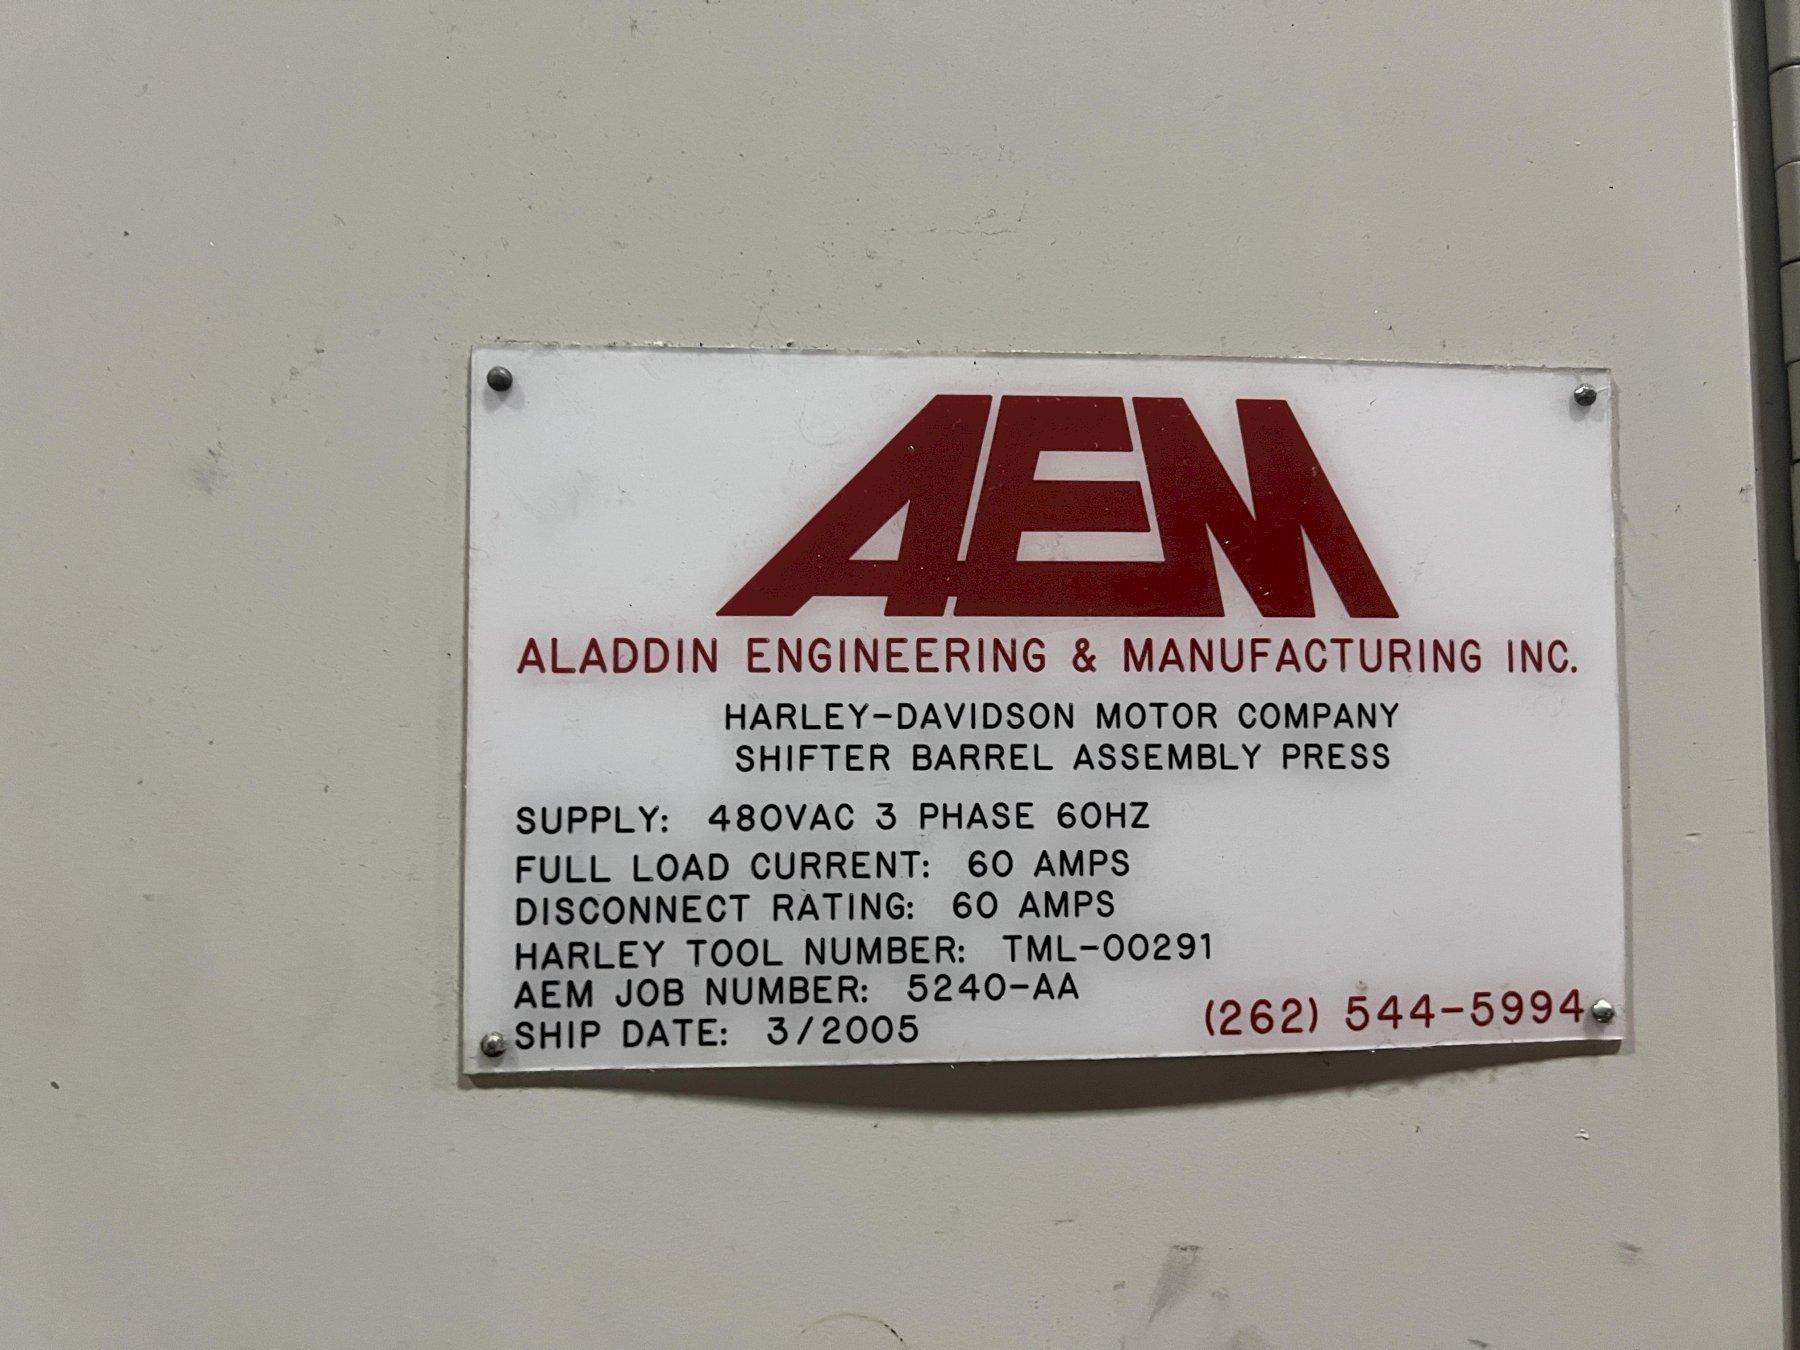 AEM
ALADDIN ENGINEERING & MANUFACTURING INC.
HARLEY-DAVIDSON MOTOR COMPANY
SHIFTER BARREL ASSEMBLY PRESS
SUPPLY: 480VAC 3 PHASE 60HZ
FULL LOAD CURRENT: 60 AMPS
DISCONNECT RATING: 60 AMPS
HARLEY TOOL NUMBER: TML-00291
AEM JOB NUMBER: 5240-AA
SHIP DATE: 3/2005
(262) 544-5994